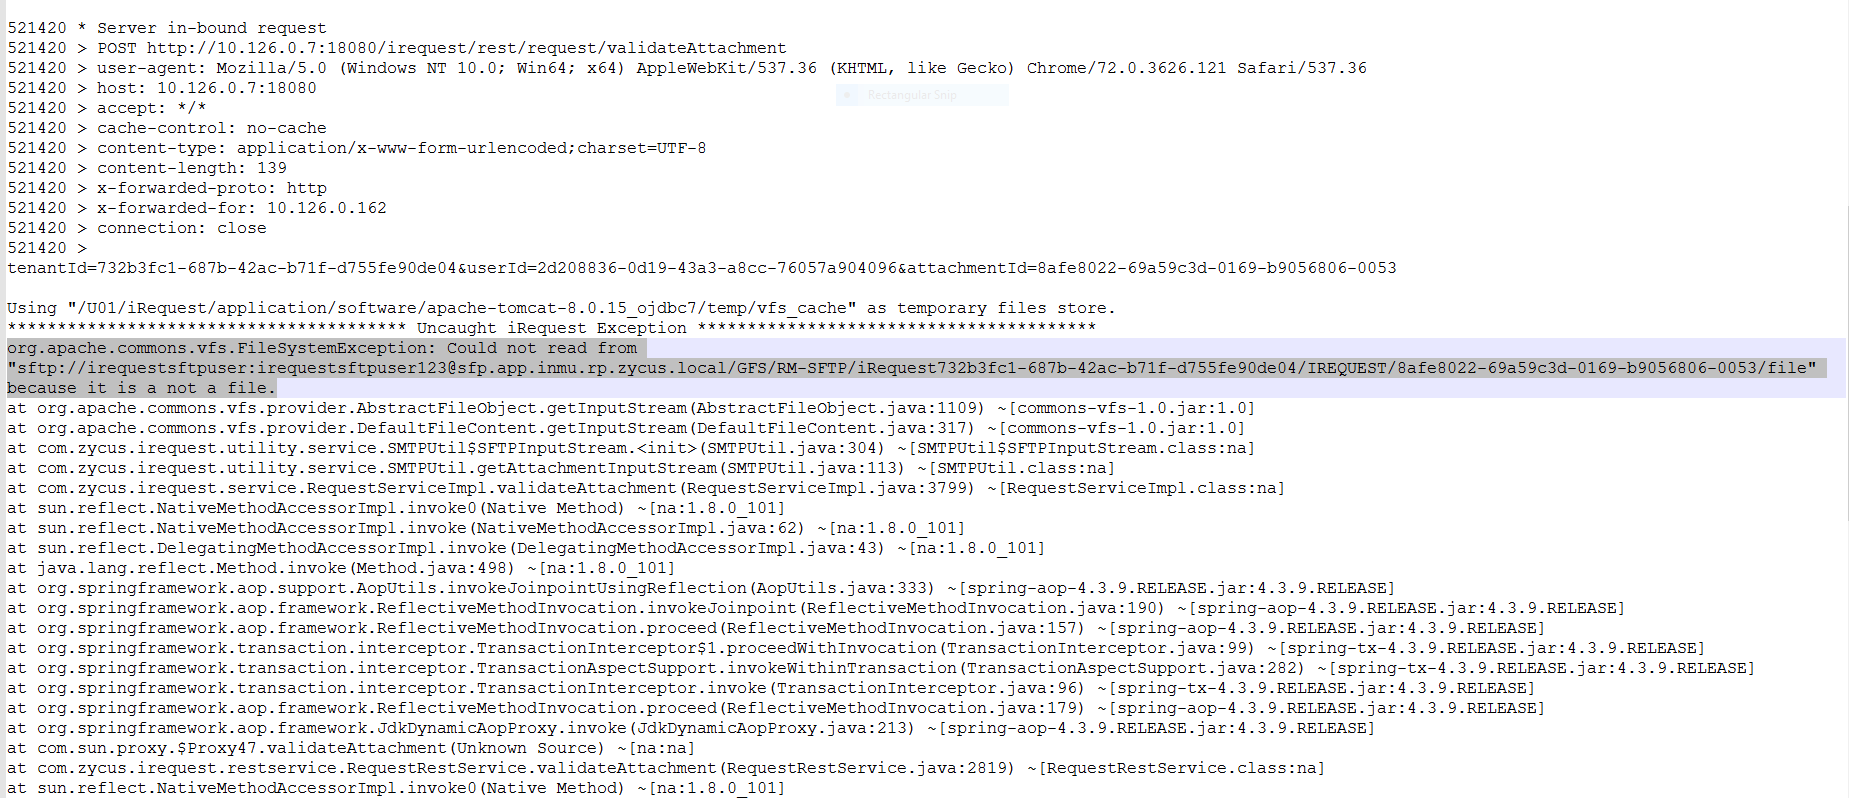 521420 * Server in-bound request
521420 > POST http://10.126.0.7:18080/irequest/rest/request/validateAttachment
521420 > user-agent: Mozilla/5.0 (Windows NT 10.0; Win64; x64) AppleWebKit/537.36 (KHTML, like Gecko) Chrome/72.0.3626.121 Safari/537.36
521420 > host: 10.126.0.7:18080
Rectangular Snip
521420 > accept: */*
521420 > cache-control: no-cache
521420 > content-type: application/x-www-form-urlencoded;charset=UTF-8
521420 > content-length: 139
521420 > x-forwarded-proto: http
521420 > x-forwarded-for: 10.126.0.162
521420 > connection: close
521420 >
tenantId=732b3fc1-687b-42ac-b71f-d755fe90de04&userId=2d208836-0d19-43a3-a8cc-76057a904096&attachmentId=8afe8022-69a59c3d-0169-b9056806-0053
Using "/U01/iRequest/application/software/apache-tomcat-8.0.15_ojdbc7/temp/vfs_cache" as temporary files store.
**************************************** Uncaught iRequest Exception ****************************************
org.apache.commons.vfs.FileSystemException: Could not read from
"sftp://irequestsftpuser:irequestsftpuser123@sfp.app.inmu.rp.zycus.local/GFS/RM-SFTP/iRequest732b3fc1-687b-42ac-b71f-d755fe90de04/IREQUEST/8afe8022-69a59c3d-0169-b9056806-0053/file"
because it is a not a file.
at org.apache.commons.vfs.provider.AbstractFileObject.getInputStream(AbstractFileObject.java:1109) ~[commons-vfs-1.0.jar:1.0]
at org.apache.commons.vfs.provider.DefaultFileContent.getInputStream(DefaultFileContent.java:317) ~[commons-vfs-1.0.jar:1.0]
at com.zycus.irequest.utility.service.SMTPUtil$SFTPInputStream.<init>(SMTPUtil.java:304) ~[SMTPUtil$SFTPInputStream.class:na]
at com.zycus.irequest.utility.service.SMTPUtil.getAttachmentInputStream(SMTPUtil.java:113) ~[SMTPUtil.class:na]
at com.zycus.irequest.service.RequestServiceImpl.validateAttachment(RequestServiceImpl.java:3799) ~[RequestServiceImpl.class:na]
at sun.reflect.NativeMethodAccessorImpl.invoke0(Native Method) ~[na:1.8.0_101]
at sun.reflect.NativeMethodAccessorImpl.invoke(NativeMethodAccessorImpl.java:62) ~[na:1.8.0_101]
at sun.reflect.DelegatingMethodAccessorImpl.invoke(DelegatingMethodAccessorImpl.java:43) ~[na:1.8.0_101]
at java.lang.reflect.Method.invoke(Method.java:498) ~[na:1.8.0_101]
at org.springframework.aop.support.AopUtils.invokeJoinpointUsingReflection(AopUtils.java:333) ~[spring-aop-4.3.9.RELEASE.jar:4.3.9.RELEASE]
at org.springframework.aop.framework.ReflectiveMethodInvocation.invokeJoinpoint(ReflectiveMethodInvocation.java:190) ~[spring-aop-4.3.9.RELEASE.jar:4.3.9.RELEASE]
at org.springframework.aop.framework.ReflectiveMethodInvocation.proceed(ReflectiveMethodInvocation.java:157) ~[spring-aop-4.3.9.RELEASE.jar:4.3.9.RELEASE]
at org.springframework.transaction.interceptor.TransactionInterceptor$1.proceedWithInvocation(TransactionInterceptor.java:99) ~[spring-tx-4.3.9.RELEASE.jar:4.3.9.RELEASE]
at org.springframework.transaction.interceptor.TransactionAspectSupport.invokeWithinTransaction(TransactionAspectSupport.java:282) ~[spring-tx-4.3.9.RELEASE.jar:4.3.9.RELEASE]
at org.springframework.transaction.interceptor.TransactionInterceptor.invoke(TransactionInterceptor.java:96) ~[spring-tx-4.3.9.RELEASE.jar:4.3.9.RELEASE]
at org.springframework.aop.framework.ReflectiveMethodInvocation.proceed(ReflectiveMethodInvocation.java:179) ~[spring-aop-4.3.9.RELEASE.jar:4.3.9.RELEASE]
at org.springframework.aop.framework.JdkDynamicAopProxy.invoke(JdkDynamicAopProxy.java:213) ~[spring-aop-4.3.9.RELEASE.jar:4.3.9.RELEASE]
at com.sun.proxy.$Proxy47.validateAttachment(Unknown Source) ~[na:na]
at com.zycus.irequest.restservice.RequestRestService.validateAttachment(RequestRestService.java:2819) ~[RequestRestService.class:na]
at sun.reflect.NativeMethodAccessorImpl.invoke0(Native Method) ~[na:1.8.0_101]